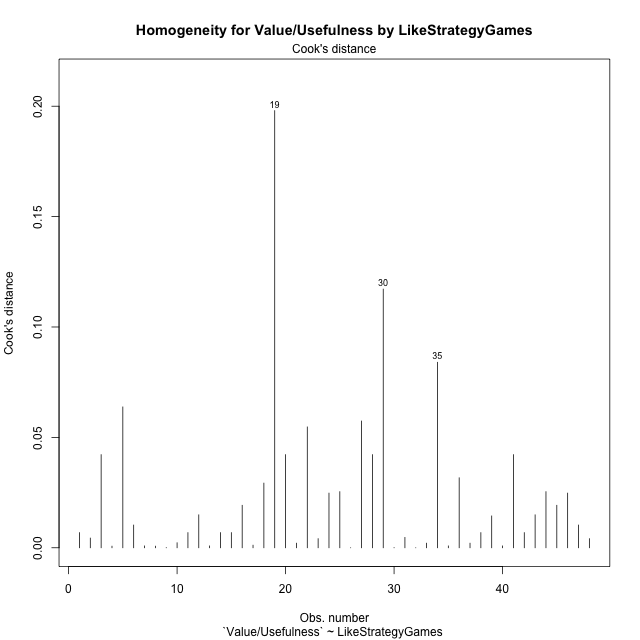 Homogeneity for Value/Usefulness by LikeStrategyGames
Cook's distance
Cook's distance
0.20
0.15
0.10
0.05
0.00
19
30
35
0 10 20 30 40
Obs. number
`Value/Usefulness` ~ LikeStrategyGames